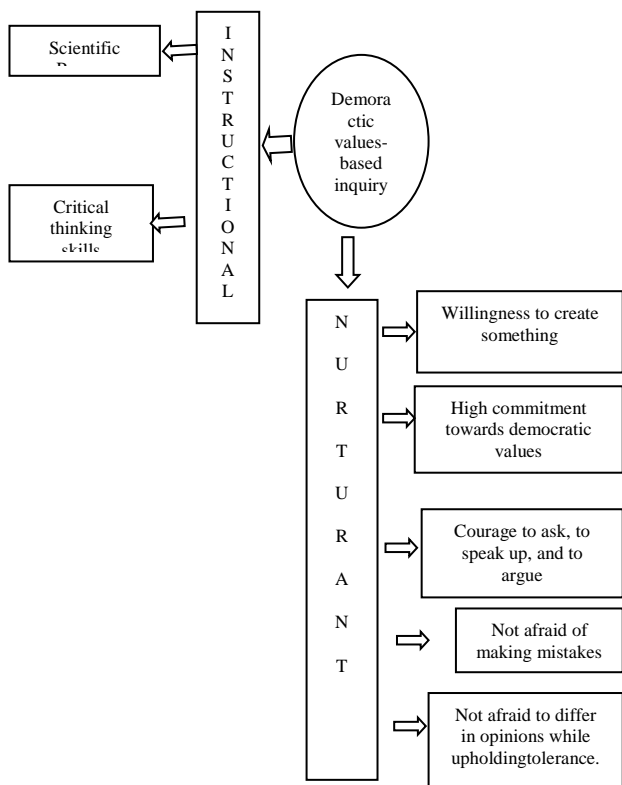 Scientific
Critical
thinking
skills
I
N
S
T
R
U
C
T
I
O
N
A
L
Demora
ctic
values-
based
inquiry
N
U
R
T
U
R
A
N
T
Willingness to create
something
High commitment
towards democratic
values
Courage to ask, to
speak up, and to
argue
Not afraid of
making mistakes
Not afraid to differ
in opinions while
upholdingtolerance.